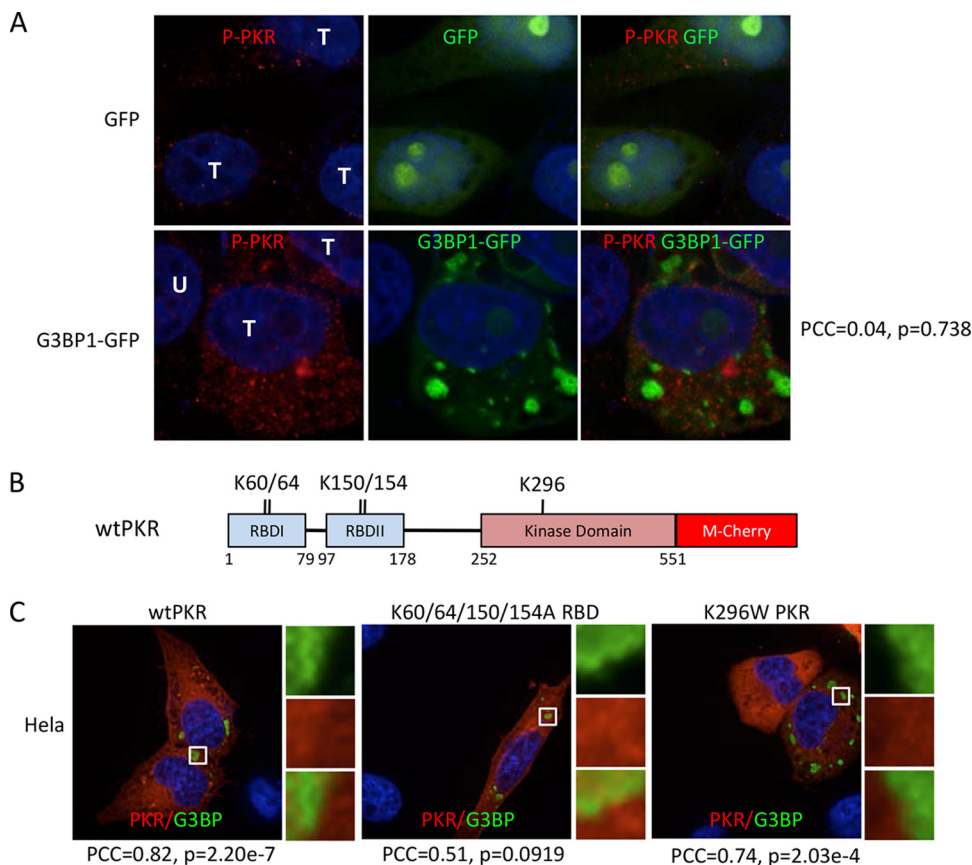 A
P-PKR
T
GFP
P-PKR GFP
GFP
T
T
P-PKR
T
G3BP1-GFP
P-PKR G3BP1-GFP
U
T
G3BP1-GFP
PCC=0.04, p=0.738
B
K60/64
K150/154
K296
wtPKR
RBDI
RBDII
Kinase Domain
M-Cherry
1
79
97
178
252
551
C
wtPKR
K60/64/150/154A RBD
K296W PKR
Hela
PKR/G3BP
PKR/G3BP
PKR/G3BP
PCC=0.82, p=2.20e-7
PCC=0.51, p=0.0919
PCC=0.74, p=2.03e-4